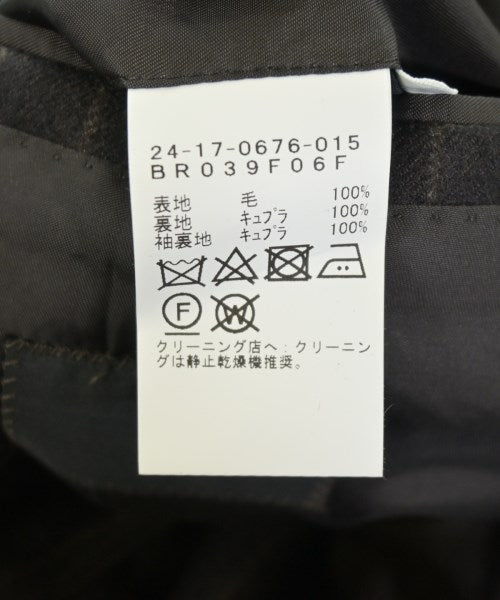 24-17-0676-015
BR039F06F
表地 毛 100%
裏地 キュプラ 100%
袖裏地 キュプラ 100%
F W
クリーニング店へ:クリーニン
グは静止乾燥機推奨。